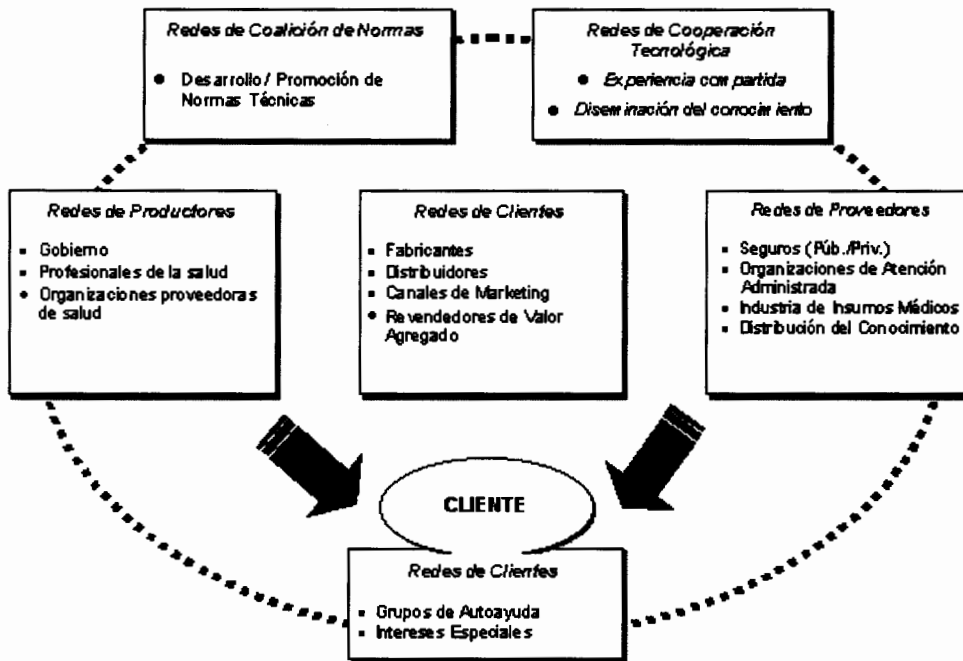 Redes de Coalición de Normas
● Desarrollo / Promoción de
Normas Técnicas
Redes de Cooperación
Tecnológica
● Experiencia compartida
● Diseminación del conocimiento
Redes de Productores
▪ Gobierno
▪ Profesionales de la salud
● Organizaciones proveedoras
de salud
Redes de Clientes
▪ Fabricantes
▪ Distribuidores
▪ Canales de Marketing
● Revendedores de Valor
Agregado
Redes de Proveedores
▪ Seguros (Púb./Priv.)
▪ Organizaciones de Atención
Administrada
▪ Industria de Insumos Médicos
▪ Distribución del Conocimiento
CLIENTE
Redes de Clientes
▪ Grupos de Autoayuda
▪ Intereses Especiales